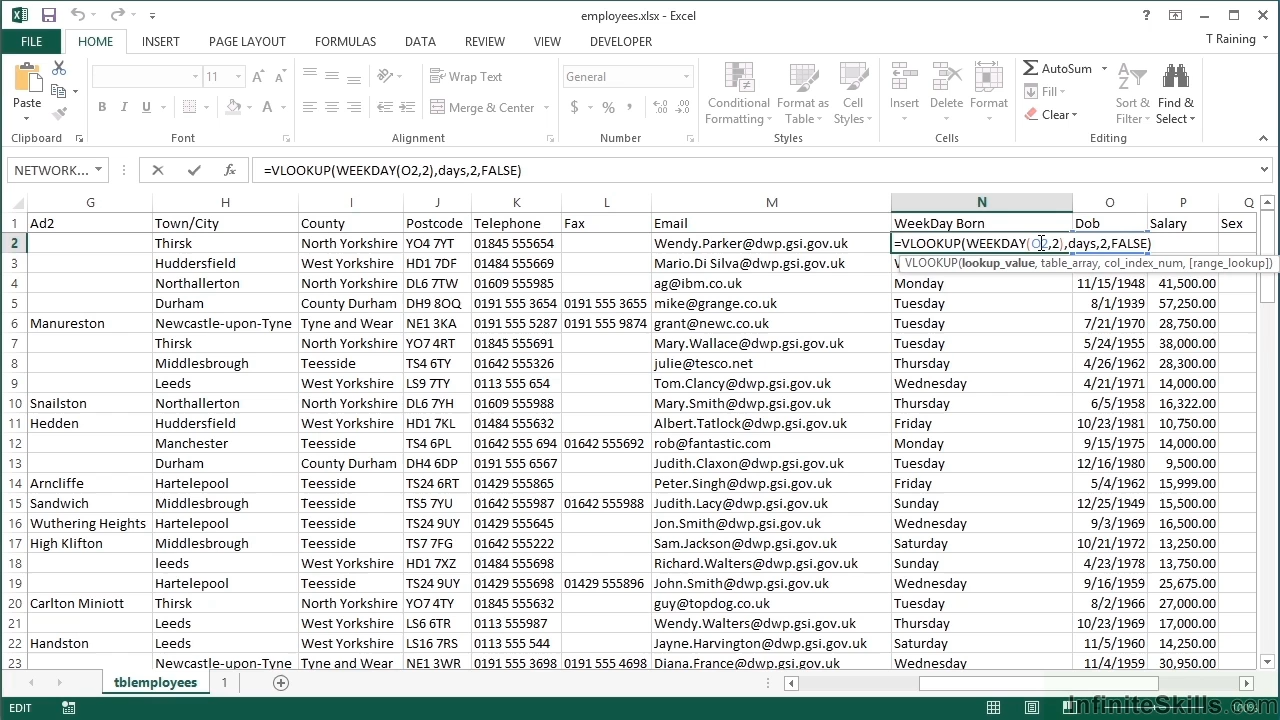 employees.xlsx - Excel
?
FILE HOME INSERT PAGE LAYOUT FORMULAS DATA REVIEW VIEW DEVELOPER T Raining
Paste 11 A A Wrap Text General Conditional Formatting Format as Table Cell Styles Insert Delete Format AutoSum Fill Clear Sort & Filter Find & Select
B I U A Merge & Center $ % ,
Clipboard Font Alignment Number Styles Cells Editing
NETWORK... fx =VLOOKUP(WEEKDAY(O2,2),days,2,FALSE)
G H I J K L M N O P Q
1 Ad2 Town/City County Postcode Telephone Fax Email WeekDay Born Dob Salary Sex
2 Thirsk North Yorkshire YO4 7YT 01845 555654 Wendy.Parker@dwp.gsi.gov.uk =VLOOKUP(WEEKDAY(O2,2),days,2,FALSE)
3 Huddersfield West Yorkshire HD1 7DF 01484 555669 Mario.Di Silva@dwp.gsi.gov.uk VLOOKUP(lookup_value, table_array, col_index_num, [range_lookup])
4 Northallerton North Yorkshire DL6 7TW 01609 555985 ag@ibm.co.uk Monday 11/15/1948 41,500.00
5 Durham County Durham DH9 8OQ 0191 555 3654 0191 555 3655 mike@grange.co.uk Tuesday 8/1/1939 57,250.00
6 Manureston Newcastle-upon-Tyne Tyne and Wear NE1 3KA 0191 555 5287 0191 555 9874 grant@newc.co.uk Tuesday 7/21/1970 28,750.00
7 Thirsk North Yorkshire YO7 4RT 01845 555691 Mary.Wallace@dwp.gsi.gov.uk Tuesday 5/24/1955 38,000.00
8 Middlesbrough Teesside TS4 6TY 01642 555326 julie@tesco.net Thursday 4/26/1962 28,300.00
9 Leeds West Yorkshire LS9 7TY 0113 555 654 Tom.Clancy@dwp.gsi.gov.uk Wednesday 4/21/1971 14,000.00
10 Snailston Northallerton North Yorkshire DL6 7YH 01609 555988 Mary.Smith@dwp.gsi.gov.uk Thursday 6/5/1958 16,322.00
11 Hedden Huddersfield West Yorkshire HD1 7KL 01484 555632 Albert.Tatlock@dwp.gsi.gov.uk Friday 10/23/1981 10,750.00
12 Manchester Teesside TS4 6PL 01642 555 694 01642 555692 rob@fantastic.com Monday 9/15/1975 14,000.00
13 Durham County Durham DH4 6DP 0191 555 6567 Judith.Claxon@dwp.gsi.gov.uk Tuesday 12/16/1980 9,500.00
14 Arncliffe Hartelepool Teesside TS24 6RT 01429 555865 Peter.Singh@dwp.gsi.gov.uk Friday 5/4/1962 15,999.00
15 Sandwich Middlesbrough Teesside TS5 7YU 01642 555987 01642 555988 Judith.Lacy@dwp.gsi.gov.uk Sunday 12/25/1949 15,500.00
16 Wuthering Heights Hartelepool Teesside TS24 9UY 01429 555645 Jon.Smith@dwp.gsi.gov.uk Wednesday 9/3/1969 16,500.00
17 High Klifton Middlesbrough Teesside TS7 7FG 01642 555222 Sam.Jackson@dwp.gsi.gov.uk Saturday 10/21/1972 13,250.00
18 leeds West Yorkshire HD1 7XZ 01484 555698 Richard.Walters@dwp.gsi.gov.uk Sunday 4/23/1978 13,750.00
19 Hartelepool Teesside TS24 9UY 01429 555698 01429 555896 John.Smith@dwp.gsi.gov.uk Wednesday 9/16/1959 25,675.00
20 Carlton Miniott Thirsk North Yorkshire YO7 4TY 01845 555632 guy@topdog.co.uk Tuesday 8/2/1966 27,000.00
21 Leeds West Yorkshire LS6 6TR 0113 555987 Wendy.Walters@dwp.gsi.gov.uk Thursday 10/23/1969 17,000.00
22 Handston Leeds West Yorkshire LS16 7RS 0113 555 544 Jayne.Harvington@dwp.gsi.gov.uk Saturday 11/5/1960 14,250.00
23 Newcastle-upon-Tyne Tyne and Wear NE1 3WR 0191 555 3698 0191 555 4698 Diana.France@dwp.gsi.gov.uk Wednesday 11/4/1959 30,950.00
tblemployees 1
EDIT
InfiniteSkills.com